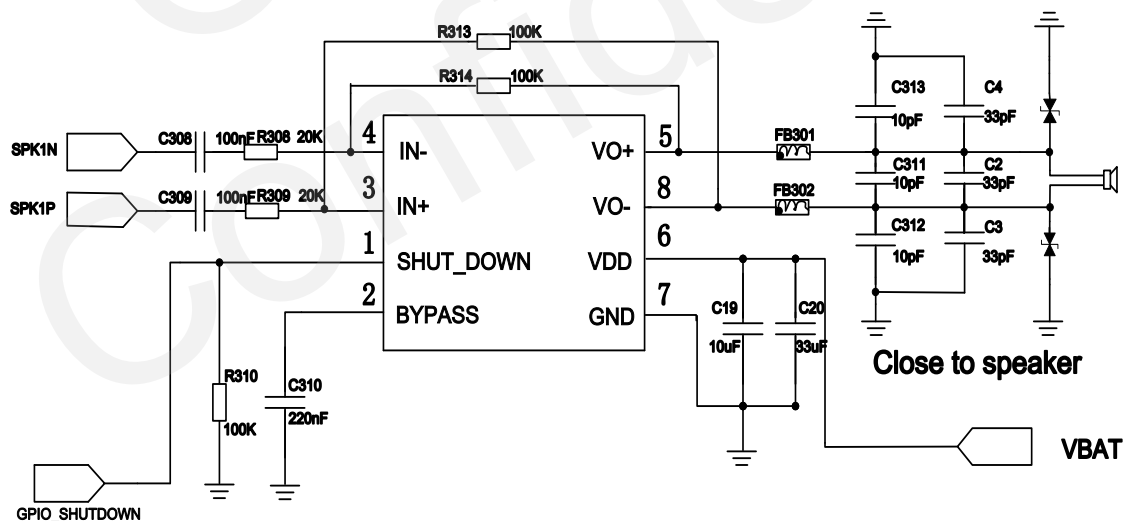 R313 100K
R314 100K
C313
10pF
C4
33pF
SPK1N
C308
100nF
R308 20K
4
IN-
VO+
5
FB301
C311
10pF
C2
33pF
SPK1P
C309
100nF
R309 20K
3
IN+
VO-
8
FB302
C312
10pF
C3
33pF
1
SHUT_DOWN
VDD
6
2
BYPASS
GND
7
C19
10uF
C20
33uF
Close to speaker
R310
100K
C310
220nF
VBAT
GPIO SHUTDOWN